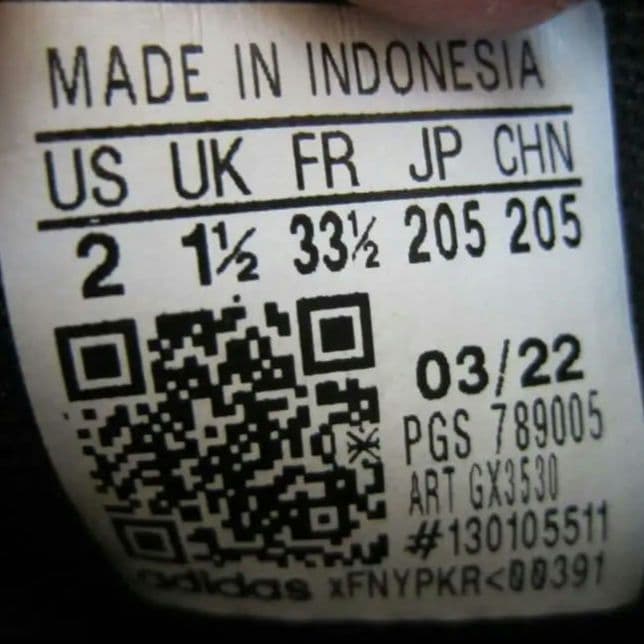 MADE IN INDONESIA
US UK FR JP CHN
2 1½ 33½ 205 205
03/22
PGS 789005
ART GX3530
#130105511
adidas xFNYPKR<00391